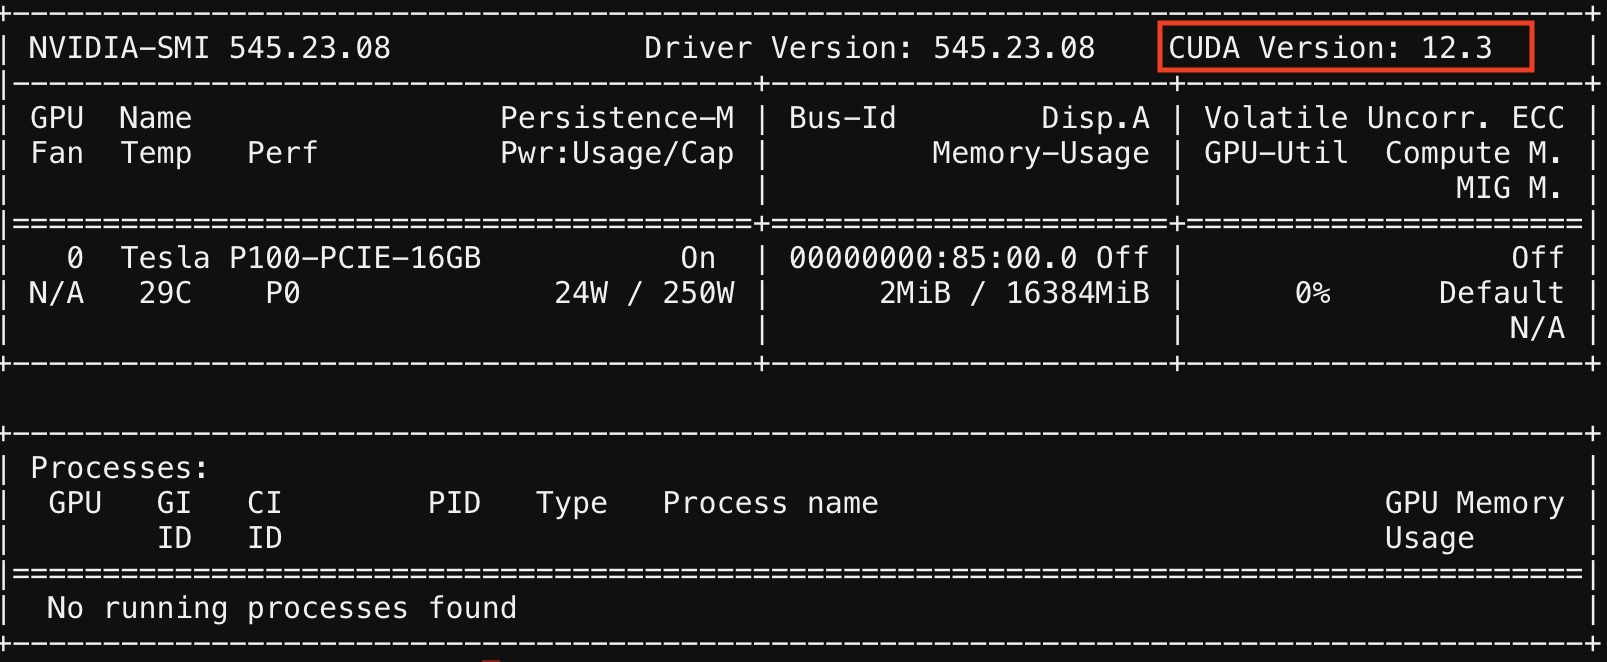 NVIDIA-SMI 545.23.08 Driver Version: 545.23.08 CUDA Version: 12.3
GPU Name Persistence-M | Bus-Id Disp.A | Volatile Uncorr. ECC
Fan Temp Perf Pwr:Usage/Cap | Memory-Usage | GPU-Util Compute M.
MIG M.
0 Tesla P100-PCIE-16GB On | 00000000:85:00.0 Off | Off
N/A 29C P0 24W / 250W | 2MiB / 16384MiB | 0% Default
N/A
Processes:
GPU GI CI PID Type Process name GPU Memory
ID ID Usage
No running processes found